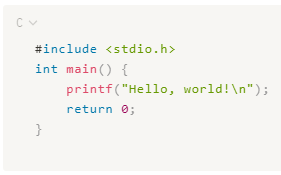 C
#include <stdio.h>
int main() {
    printf("Hello, world!\n");
    return 0;
}